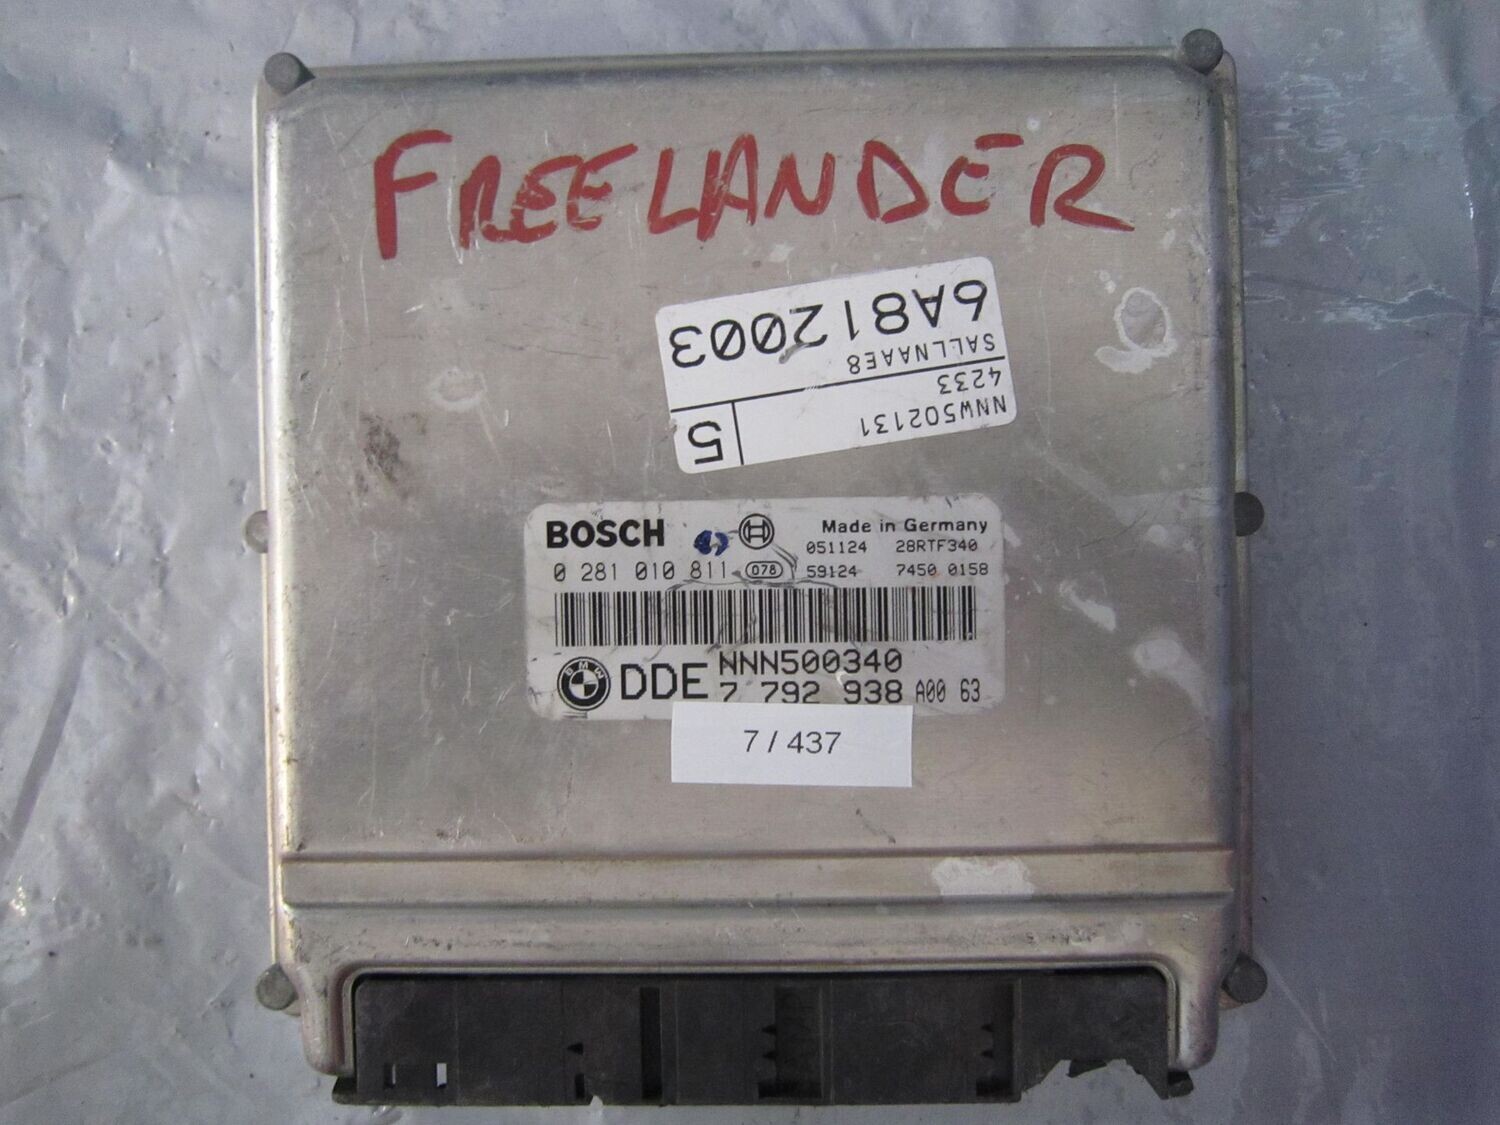 FREELANDER
NNW502131
4233
5
SALLNAAE8
6A812003
BOSCH
Made in Germany
051124 28RTF340
0 281 010 811 078 59124 7450 0158
BMW
DDE NNN500340
7 792 938 A00 63
7/437